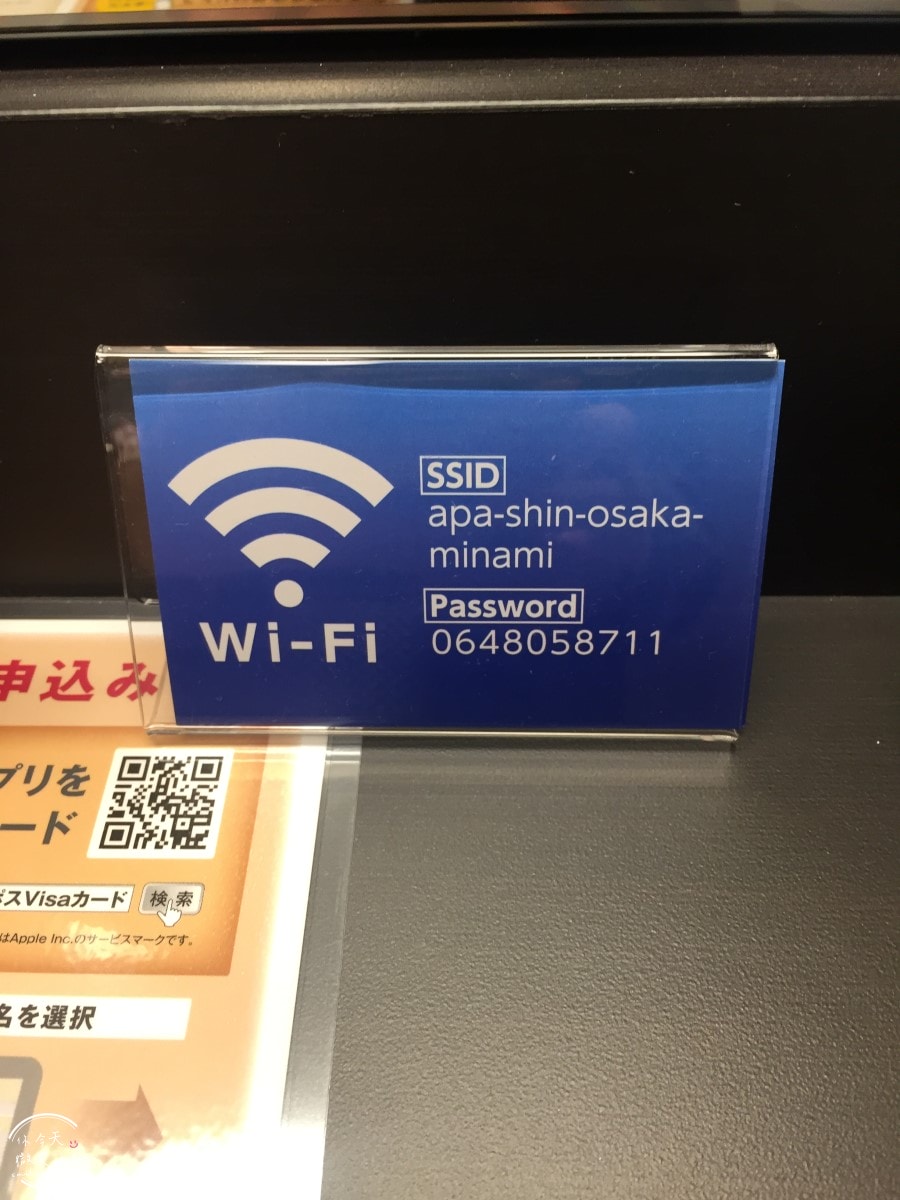 Wi-Fi
SSID
apa-shin-osaka-
minami
Password
0648058711
申込み
プリを
ード
スVisaカード
検索
はApple Inc.のサービスマークです。
名を選択